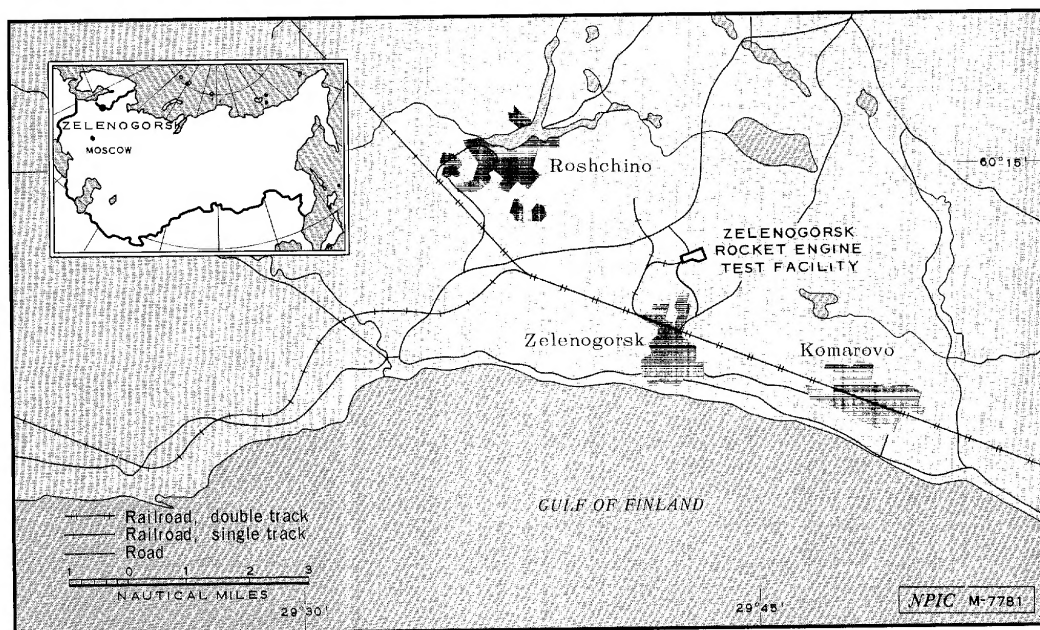 ZELENOGORSK
MOSCOW
Roshchino
60°15'
ZELENOGORSK
ROCKET ENGINE
TEST FACILITY
Zelenogorsk
Komarovo
GULF OF FINLAND
Railroad, double track
Railroad, single track
Road
1 0 1 2 3
NAUTICAL MILES
29°30'
29°45'
NPIC M-7781